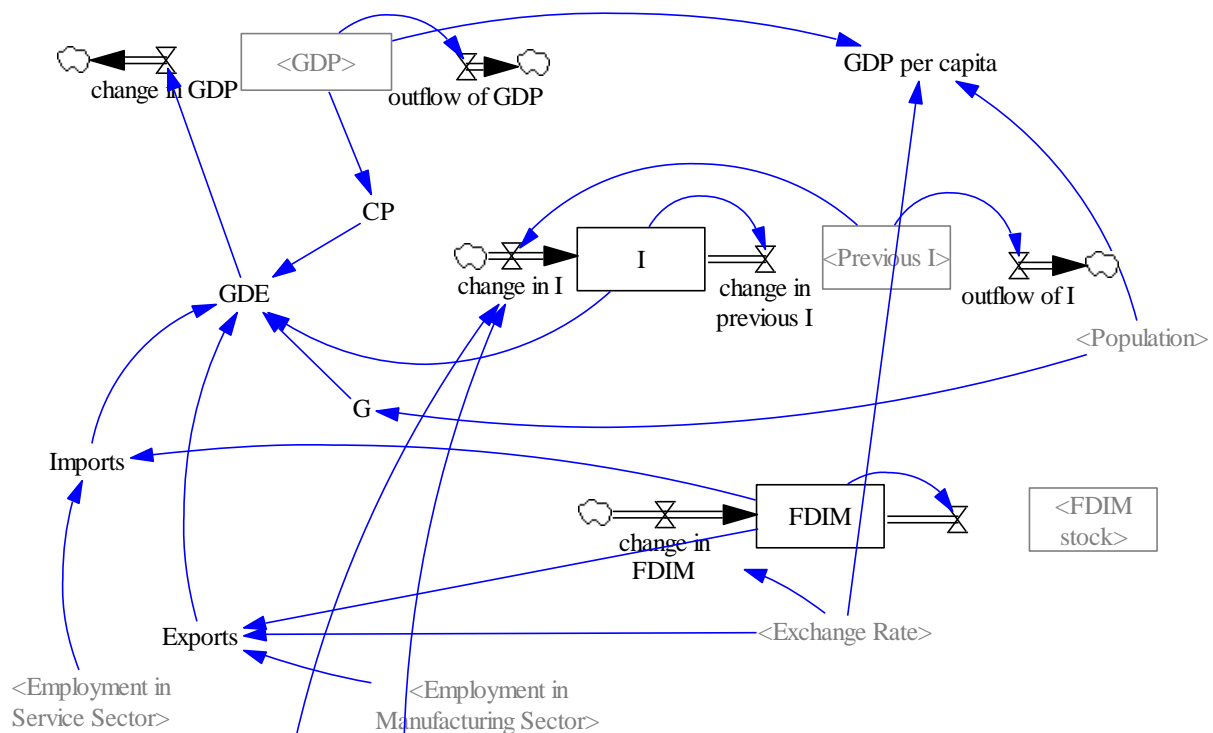 <GDP>
change in GDP
outflow of GDP
GDP per capita
CP
GDE
I
<Previous I>
change in I
change in
previous I
outflow of I
<Population>
G
Imports
FDIM
<FDIM
stock>
change in
FDIM
Exports
<Exchange Rate>
<Employment in
Service Sector>
<Employment in
Manufacturing Sector>